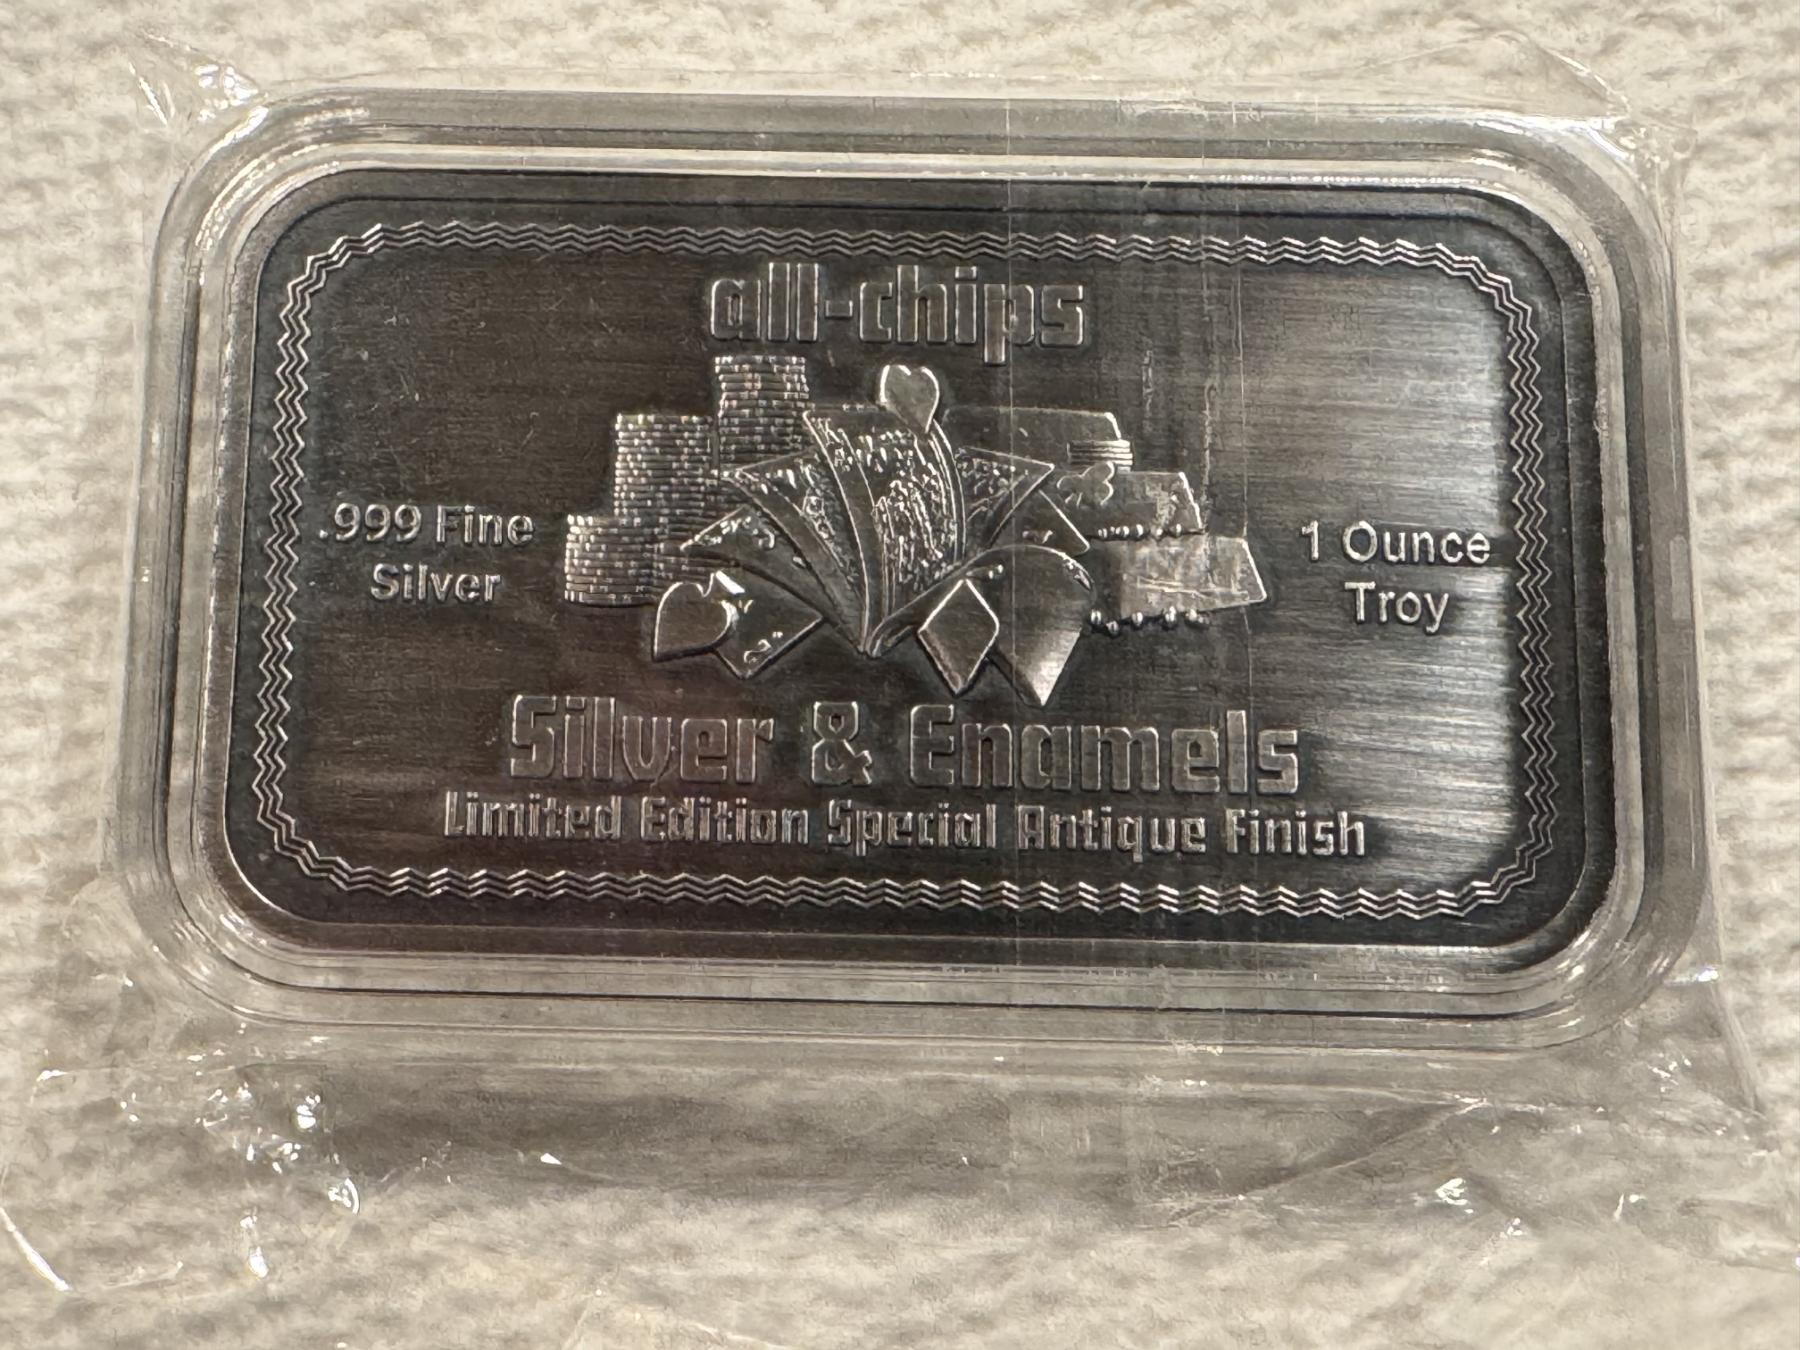 all-chips
.999 Fine
Silver
1 Ounce
Troy
Silver & Enamels
Limited Edition Special Antique Finish